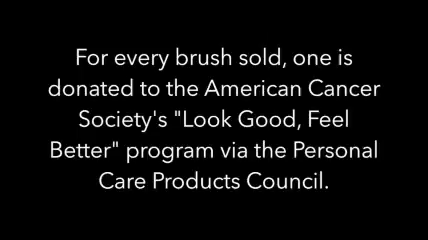 For every brush sold, one is
donated to the American Cancer
Society's "Look Good, Feel
Better" program via the Personal
Care Products Council.